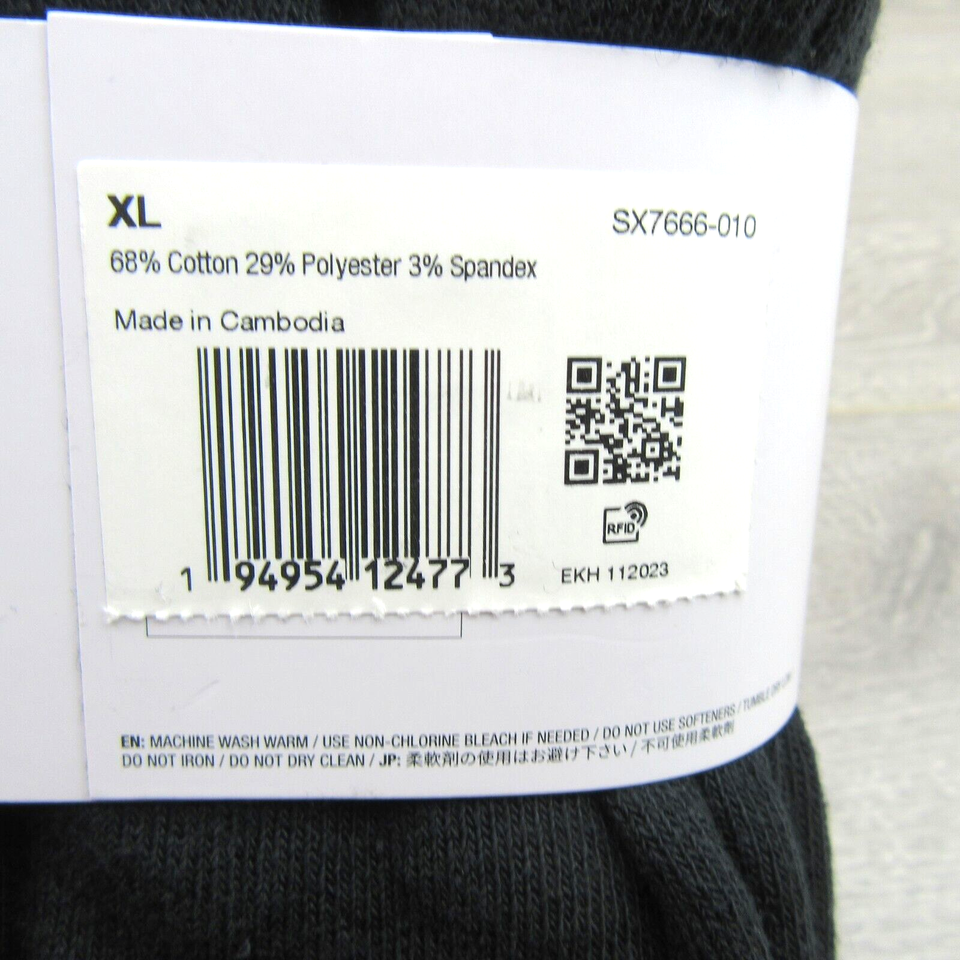 XL
SX7666-010
68% Cotton 29% Polyester 3% Spandex
Made in Cambodia
1 94954 12477 3
RFID
EKH 112023
EN: MACHINE WASH WARM / USE NON-CHLORINE BLEACH IF NEEDED / DO NOT USE SOFTENERS / TUMBLE DRY LOW
DO NOT IRON / DO NOT DRY CLEAN / JP: 柔軟剤の使用はお避け下さい / 不可使用柔軟劑